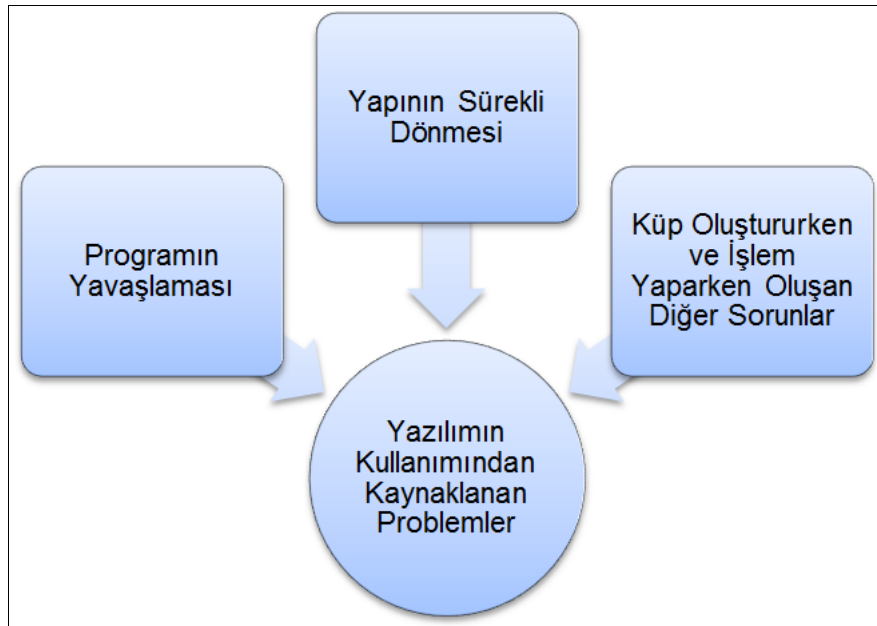 Yapının Sürekli
Dönmesi
Programın
Yavaşlaması
Küp Oluştururken
ve İşlem
Yaparken Oluşan
Diğer Sorunlar
Yazılımın
Kullanımından
Kaynaklanan
Problemler